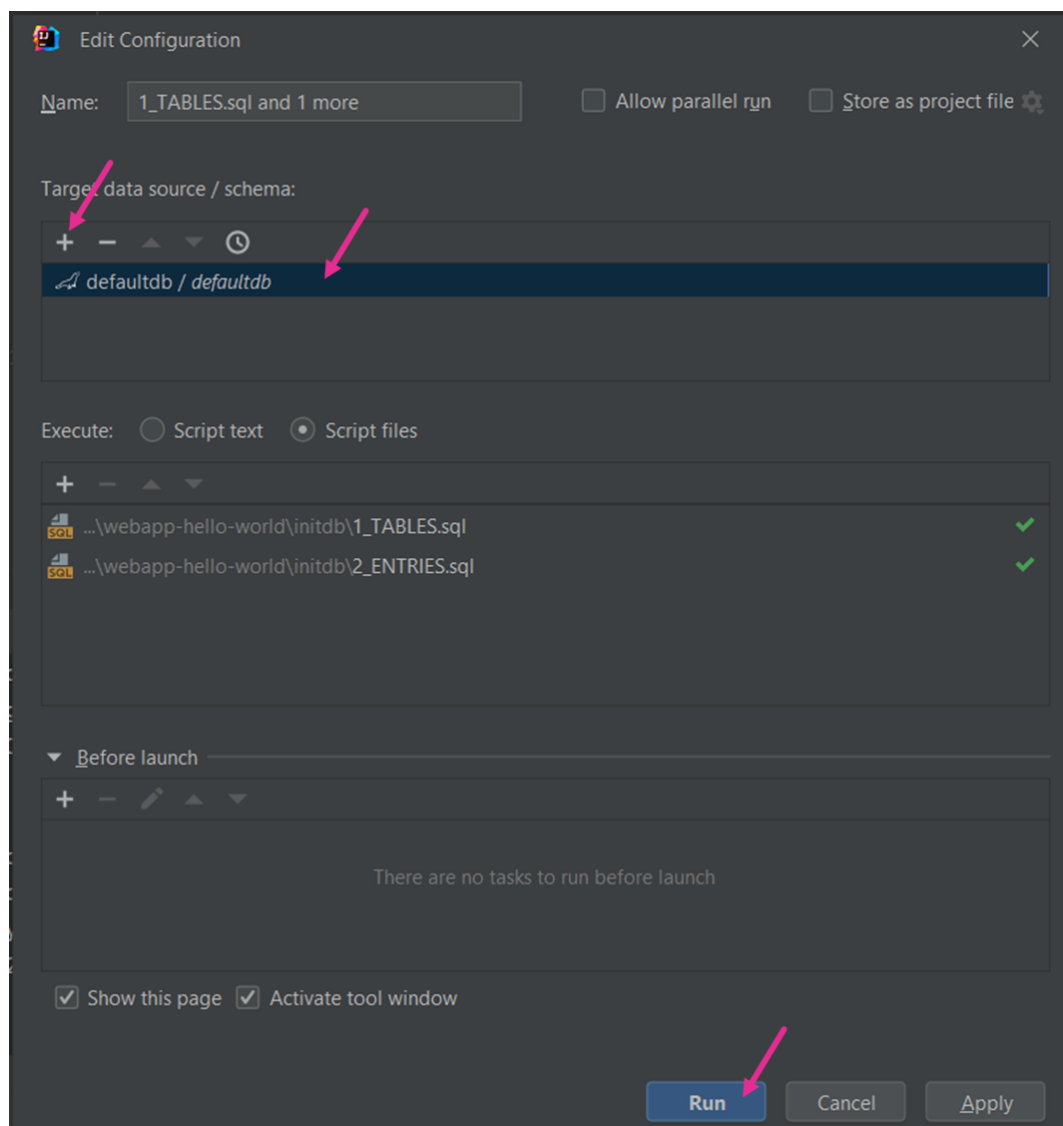 Edit Configuration
Name: 1_TABLES.sql and 1 more Allow parallel run Store as project file
Target data source / schema:
defaultdb / defaultdb
Execute: Script text Script files
...\webapp-hello-world\initdb\1_TABLES.sql
...\webapp-hello-world\initdb\2_ENTRIES.sql
Before launch
There are no tasks to run before launch
Show this page Activate tool window
Run Cancel Apply